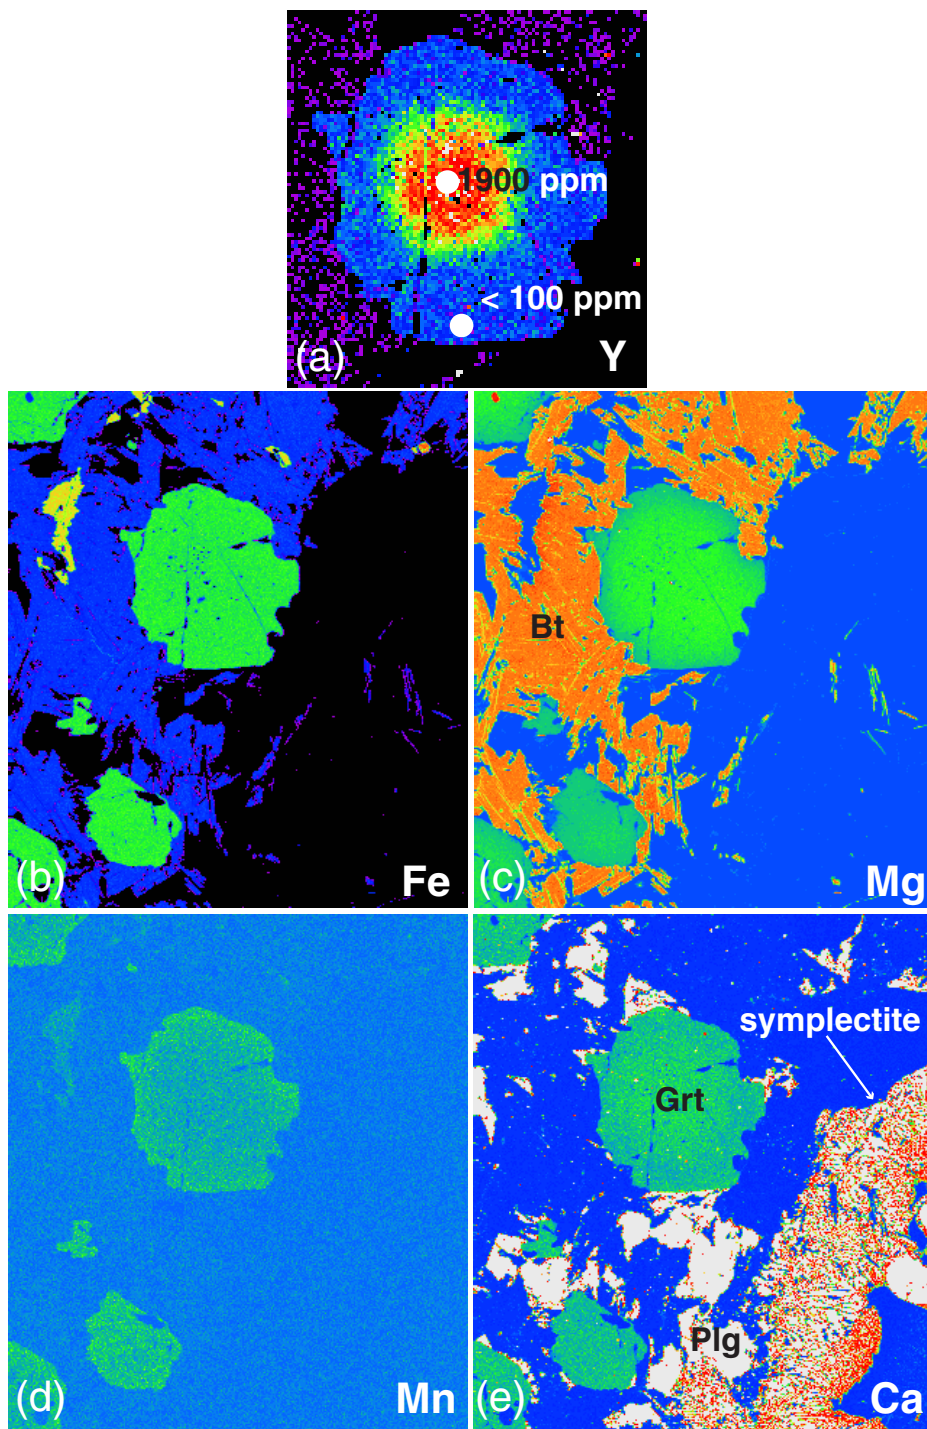 1900 ppm
< 100 ppm
(a)
Y
(b)
Fe
Bt
(c)
Mg
(d)
Mn
symplectite
Grt
Plg
(e)
Ca